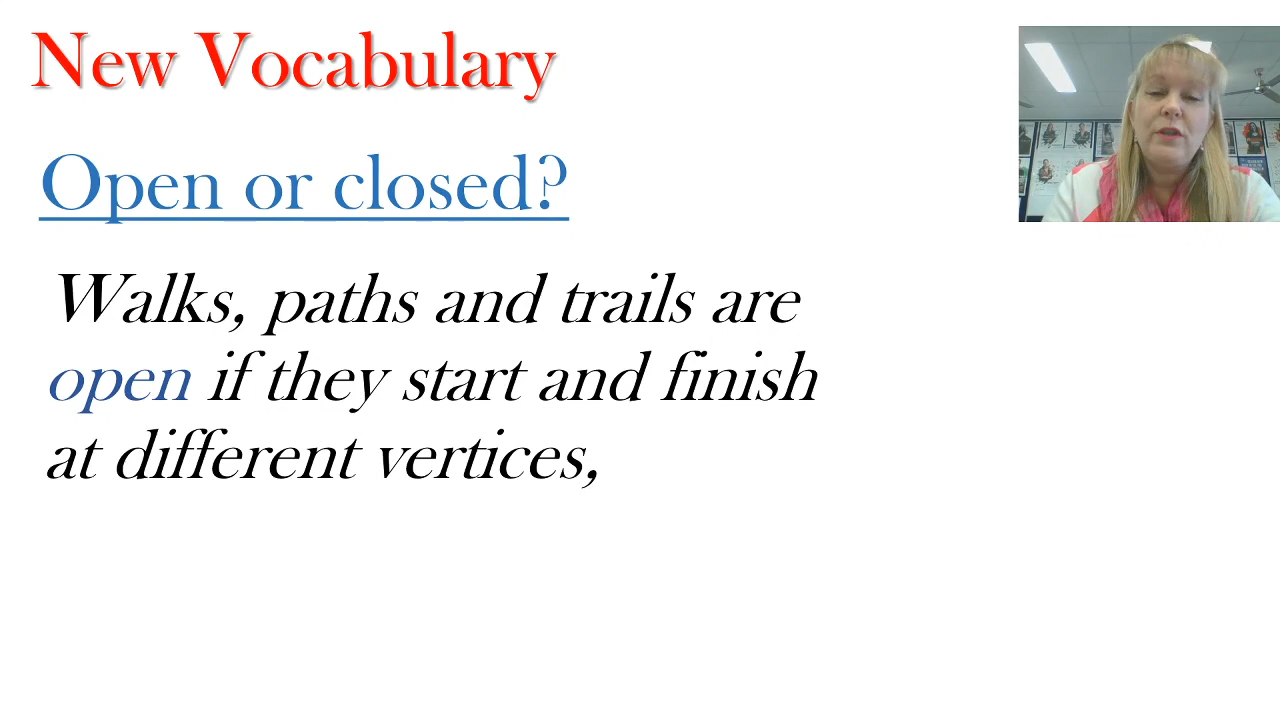 New Vocabulary
Open or closed?
Walks, paths and trails are
open if they start and finish
at different vertices,